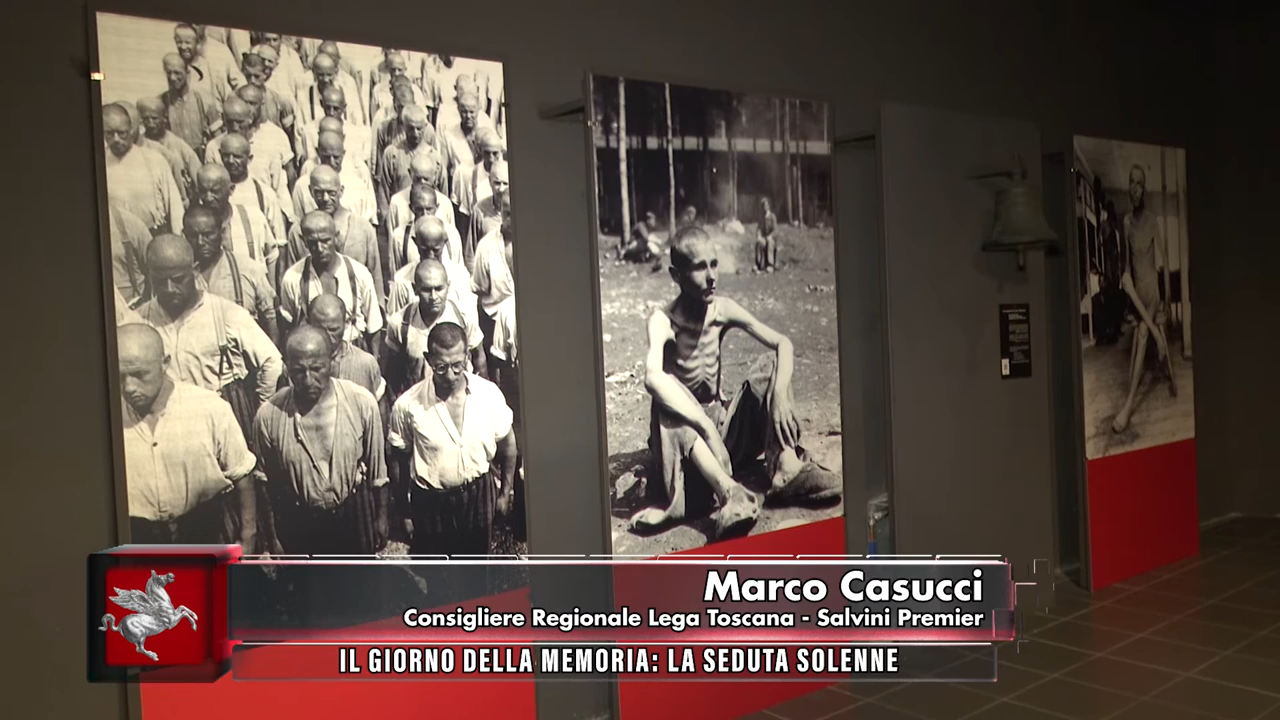 Marco Casucci
Consigliere Regionale Lega Toscana - Salvini Premier
IL GIORNO DELLA MEMORIA: LA SEDUTA SOLENNE